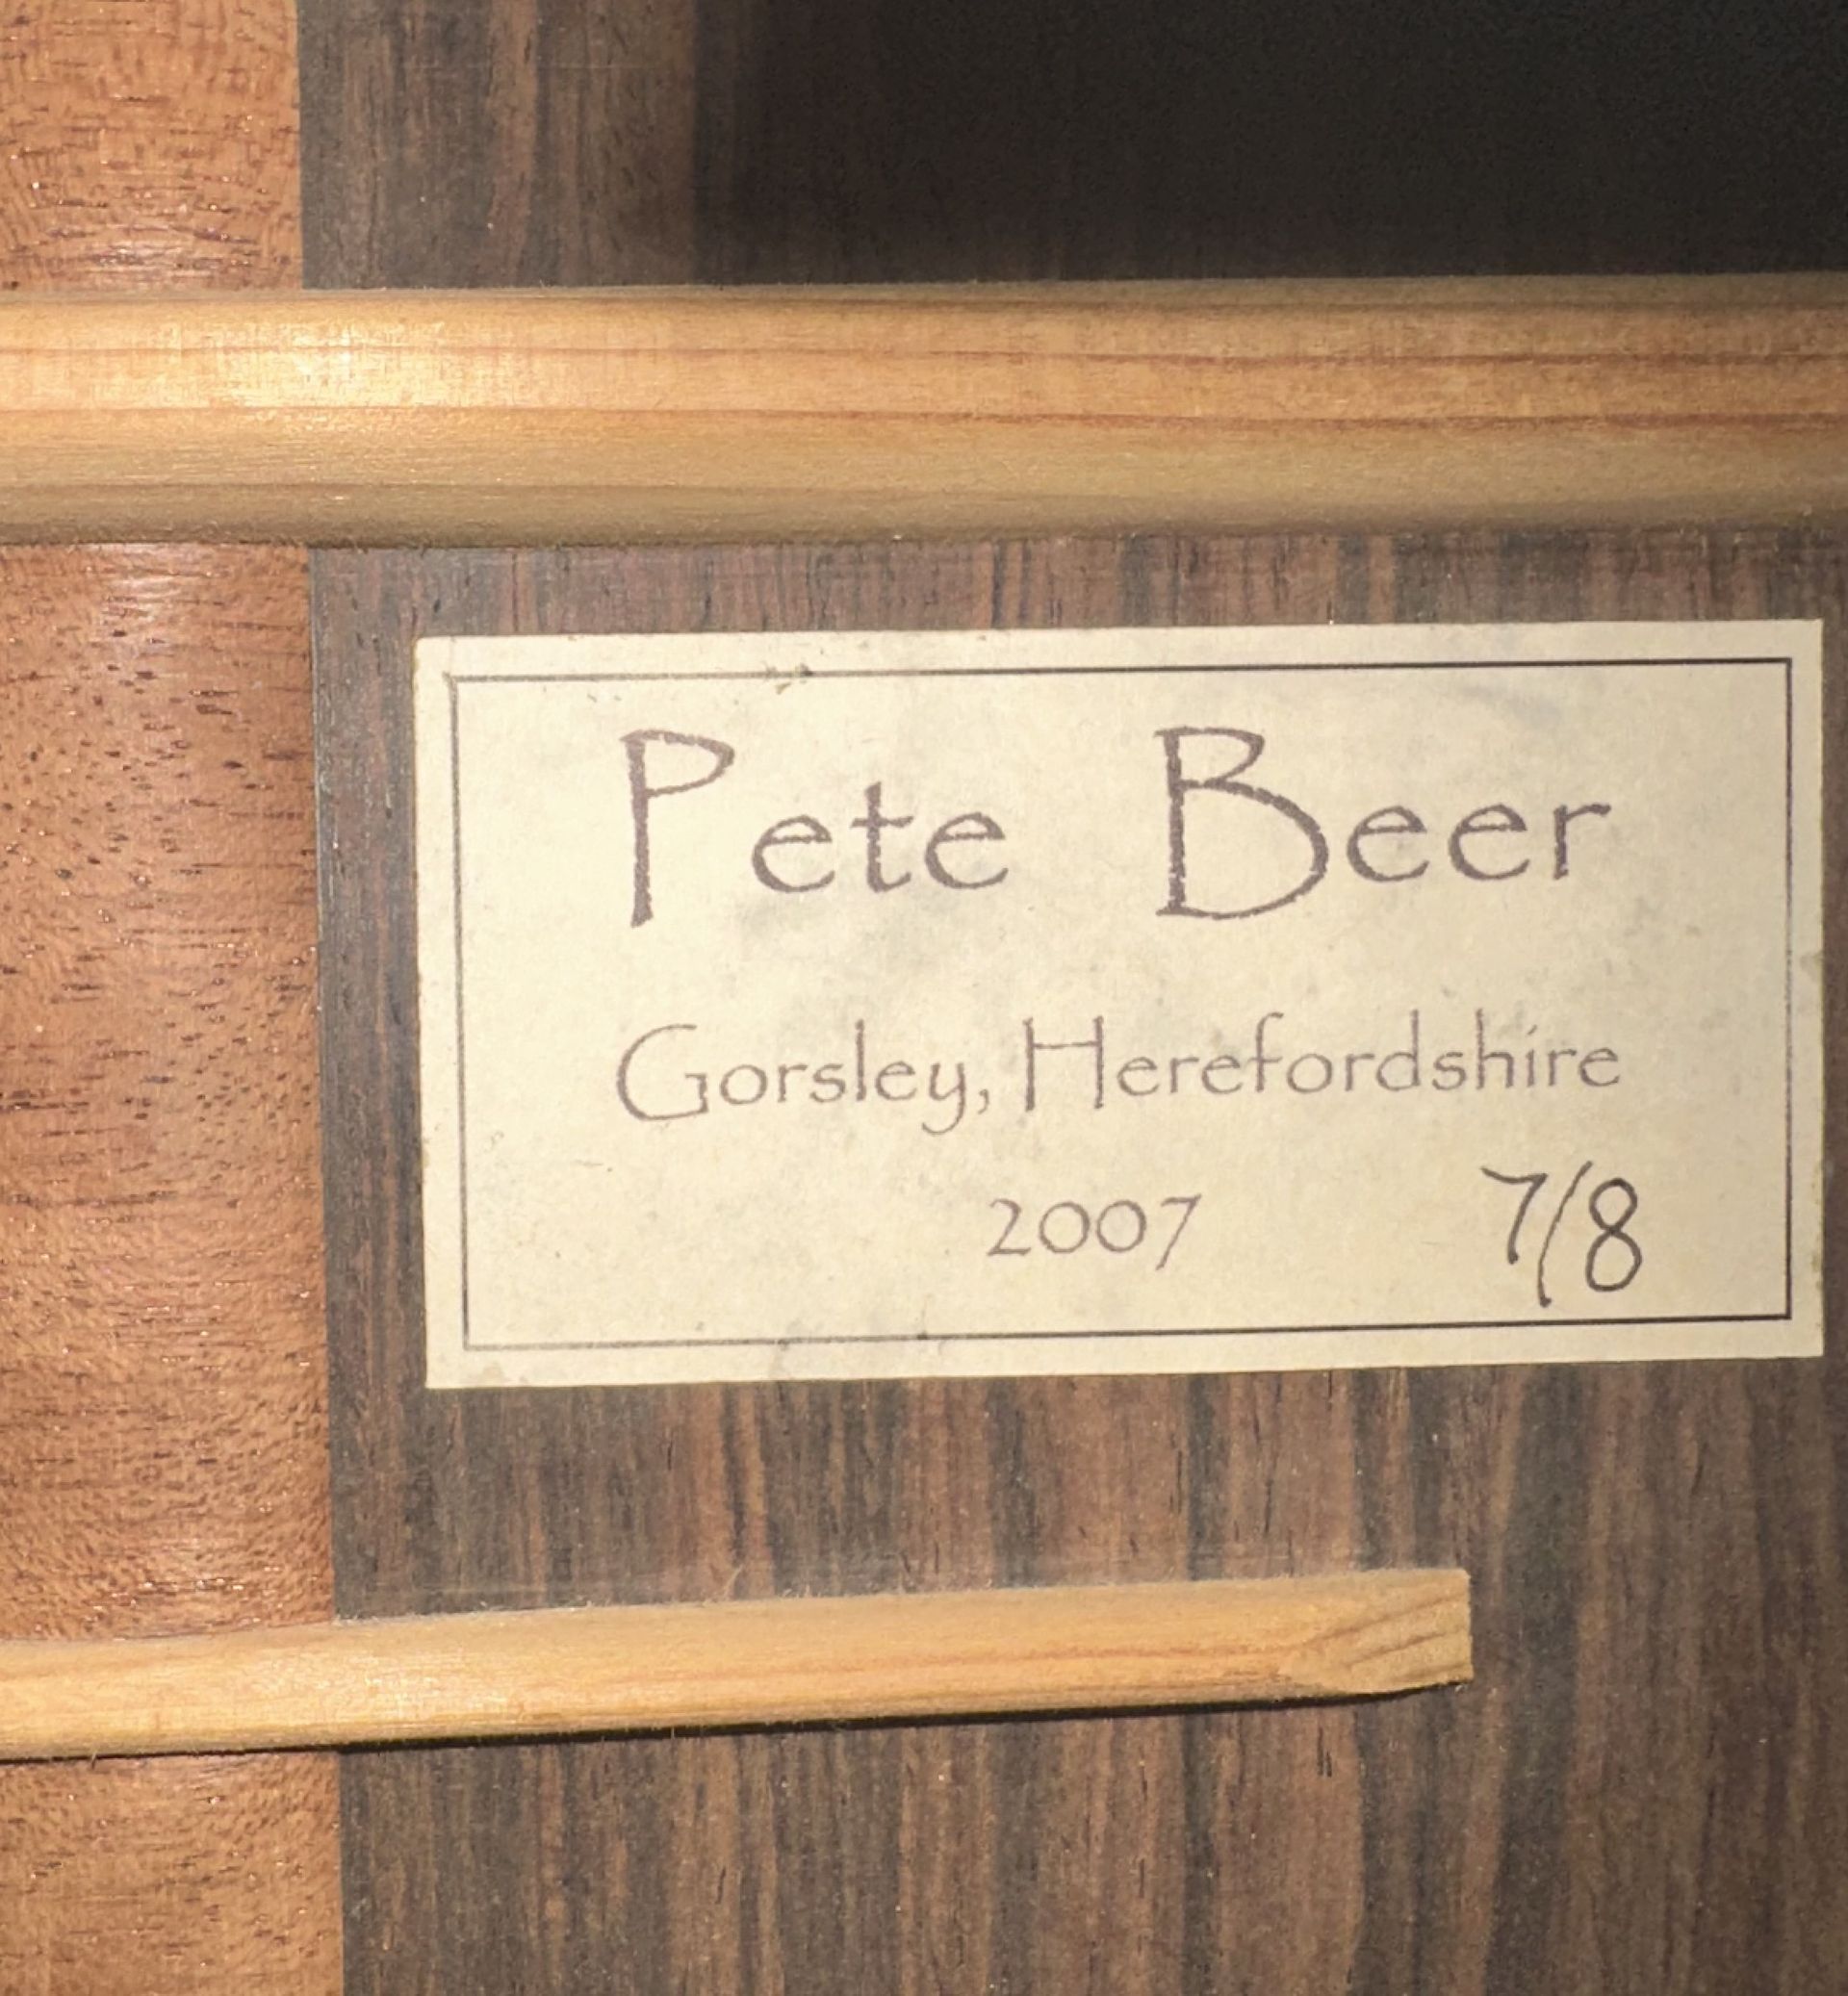 Pete Beer
Gorsley, Herefordshire
2007 7/8